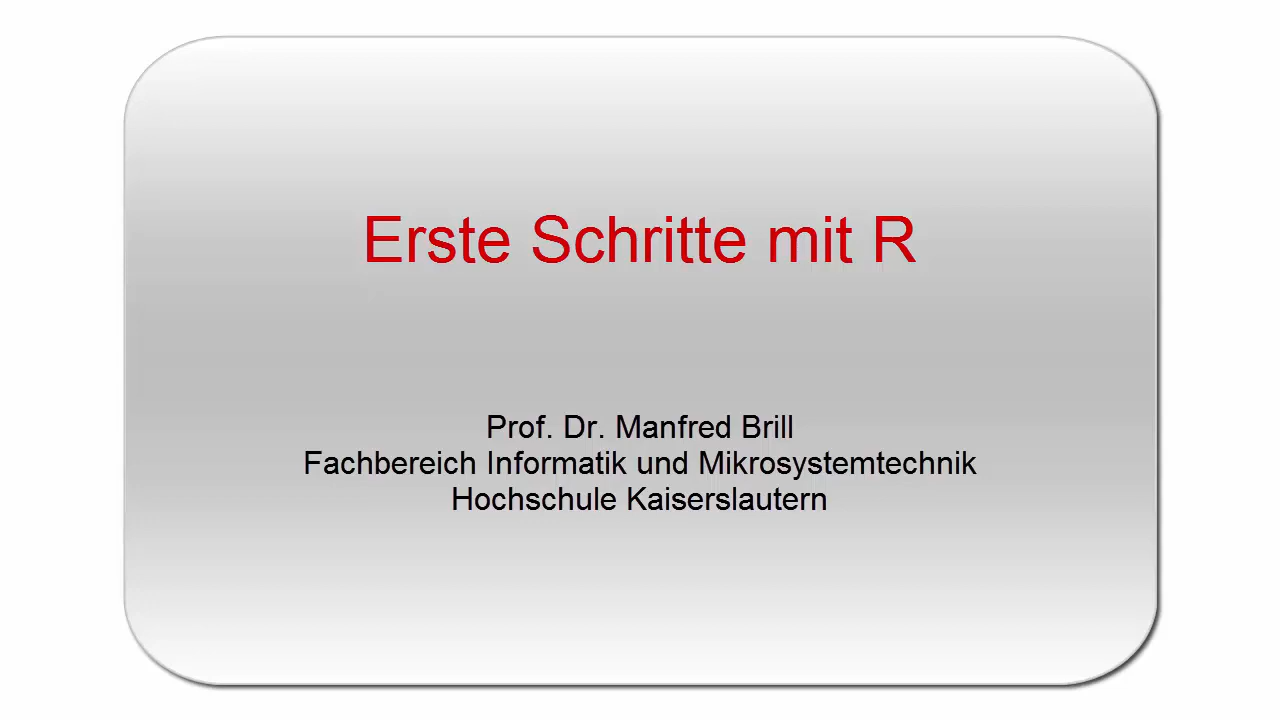 Erste Schritte mit R
Prof. Dr. Manfred Brill
Fachbereich Informatik und Mikrosystemtechnik
Hochschule Kaiserslautern